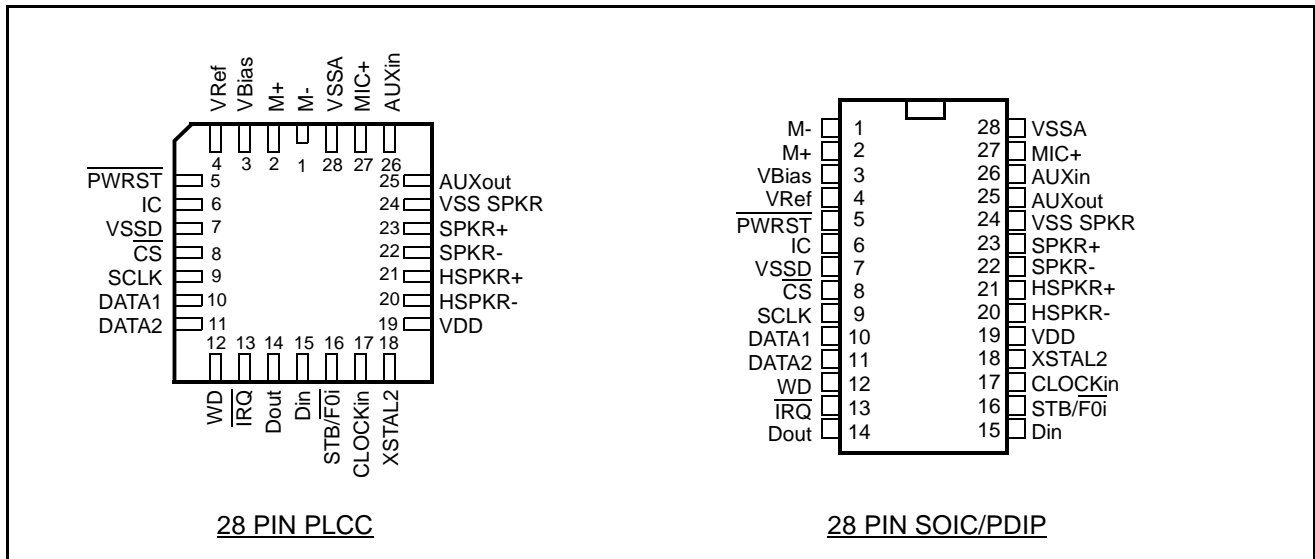 VRef
VBias
M+
M-
VSSA
MIC+
AUXin
4
3
2
1
28
27
26
PWRST 5
IC 6
VSSD 7
CS 8
SCLK 9
DATA1 10
DATA2 11
25 AUXout
24 VSS SPKR
23 SPKR+
22 SPKR-
21 HSPKR+
20 HSPKR-
19 VDD
12
13
14
15
16
17
18
WD
IRQ
Dout
Din
STB/F0i
CLOCKin
XSTAL2
28 PIN PLCC
M- 1
M+ 2
VBias 3
VRef 4
PWRST 5
IC 6
VSSD 7
CS 8
SCLK 9
DATA1 10
DATA2 11
WD 12
IRQ 13
Dout 14
28 VSSA
27 MIC+
26 AUXin
25 AUXout
24 VSS SPKR
23 SPKR+
22 SPKR-
21 HSPKR+
20 HSPKR-
19 VDD
18 XSTAL2
17 CLOCKin
16 STB/F0i
15 Din
28 PIN SOIC/PDIP